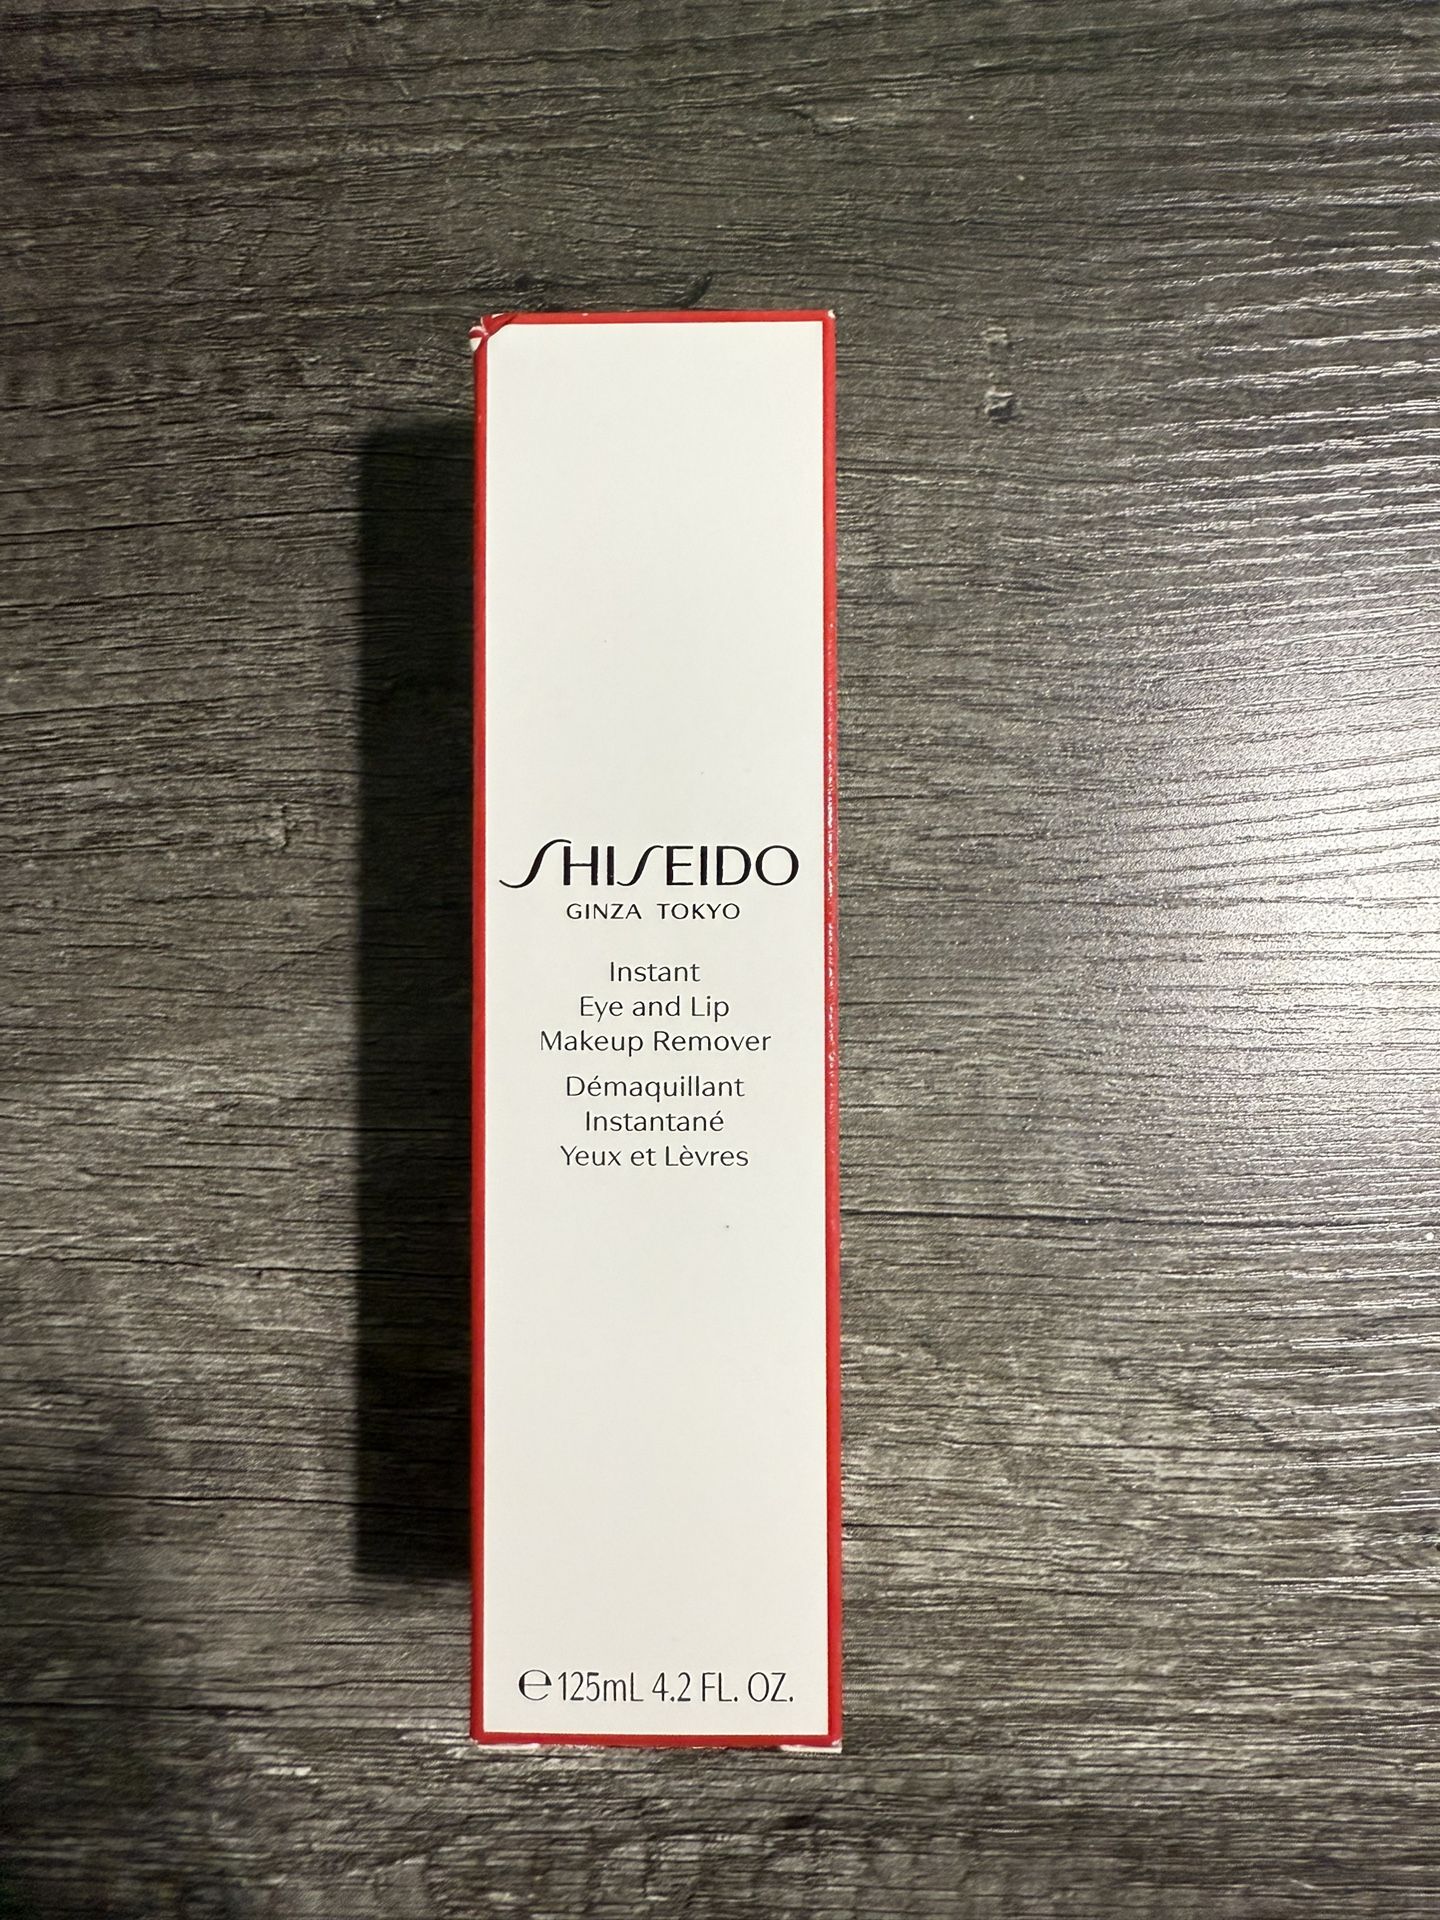 SHISEIDO
GINZA TOKYO
Instant
Eye and Lip
Makeup Remover
Démaquillant
Instantané
Yeux et Lèvres
℮125mL 4.2 FL. OZ.